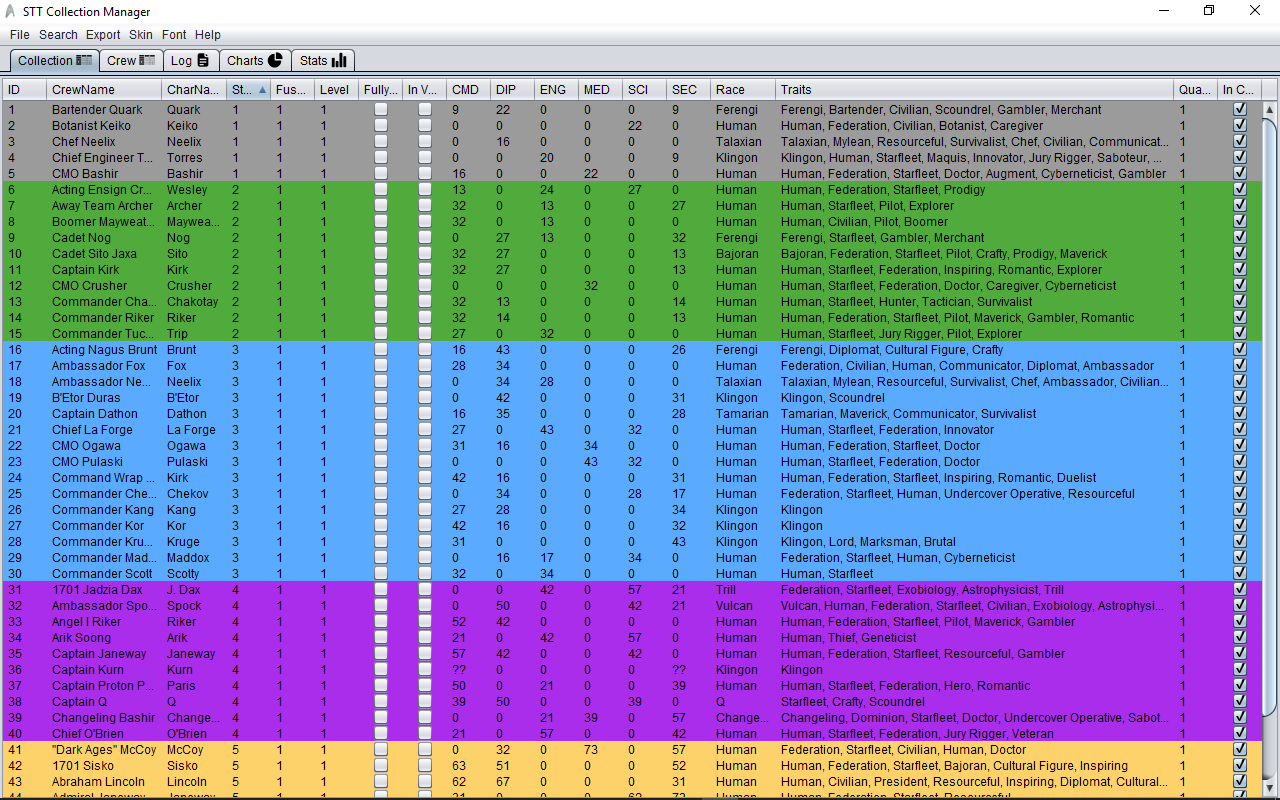 STT Collection Manager
File Search Export Skin Font Help
Collection Crew Log Charts Stats
ID CrewName CharNa... St... Fus... Level Fully... In V... CMD DIP ENG MED SCI SEC Race Traits Qua... In C...
1 Bartender Quark Quark 1 1 1 9 22 0 0 0 9 Ferengi Ferengi, Bartender, Civilian, Scoundrel, Gambler, Merchant 1
2 Botanist Keiko Keiko 1 1 1 0 0 0 0 22 0 Human Human, Federation, Civilian, Botanist, Caregiver 1
3 Chef Neelix Neelix 1 1 1 0 16 0 0 0 0 Talaxian Talaxian, Mylean, Resourceful, Survivalist, Chef, Civilian, Communicat... 1
4 Chief Engineer T... Torres 1 1 1 0 0 20 0 0 9 Klingon Klingon, Human, Starfleet, Maquis, Innovator, Jury Rigger, Saboteur, ... 1
5 CMO Bashir Bashir 1 1 1 16 0 0 22 0 0 Human Human, Federation, Starfleet, Doctor, Augment, Cyberneticist, Gambler 1
6 Acting Ensign Cr... Wesley 2 1 1 13 0 24 0 27 0 Human Human, Federation, Starfleet, Prodigy 1
7 Away Team Archer Archer 2 1 1 32 0 13 0 0 27 Human Human, Starfleet, Pilot, Explorer 1
8 Boomer Mayweat... Maywea... 2 1 1 32 0 13 0 0 0 Human Human, Civilian, Pilot, Boomer 1
9 Cadet Nog Nog 2 1 1 0 27 13 0 0 32 Ferengi Ferengi, Starfleet, Gambler, Merchant 1
10 Cadet Sito Jaxa Sito 2 1 1 32 27 0 0 0 13 Bajoran Bajoran, Federation, Starfleet, Pilot, Crafty, Prodigy, Maverick 1
11 Captain Kirk Kirk 2 1 1 32 27 0 0 0 13 Human Human, Starfleet, Federation, Inspiring, Romantic, Explorer 1
12 CMO Crusher Crusher 2 1 1 0 0 0 32 0 0 Human Human, Federation, Starfleet, Doctor, Caregiver, Cyberneticist 1
13 Commander Cha... Chakotay 2 1 1 32 13 0 0 0 14 Human Human, Starfleet, Hunter, Tactician, Survivalist 1
14 Commander Riker Riker 2 1 1 32 14 0 0 0 13 Human Human, Federation, Starfleet, Pilot, Maverick, Gambler, Romantic 1
15 Commander Tuc... Trip 2 1 1 27 0 32 0 0 0 Human Human, Starfleet, Jury Rigger, Pilot, Explorer 1
16 Acting Nagus Brunt Brunt 3 1 1 16 43 0 0 0 26 Ferengi Ferengi, Diplomat, Cultural Figure, Crafty 1
17 Ambassador Fox Fox 3 1 1 28 34 0 0 0 0 Human Federation, Civilian, Human, Communicator, Diplomat, Ambassador 1
18 Ambassador Ne... Neelix 3 1 1 0 34 28 0 0 0 Talaxian Talaxian, Mylean, Resourceful, Survivalist, Chef, Ambassador, Civilian... 1
19 B'Etor Duras B'Etor 3 1 1 0 42 0 0 0 31 Klingon Klingon, Scoundrel 1
20 Captain Dathon Dathon 3 1 1 16 35 0 0 0 28 Tamarian Tamarian, Maverick, Communicator, Survivalist 1
21 Chief La Forge La Forge 3 1 1 27 0 43 0 32 0 Human Human, Starfleet, Federation, Innovator 1
22 CMO Ogawa Ogawa 3 1 1 31 16 0 34 0 0 Human Human, Federation, Starfleet, Doctor 1
23 CMO Pulaski Pulaski 3 1 1 0 0 0 43 32 0 Human Human, Starfleet, Federation, Doctor 1
24 Command Wrap ... Kirk 3 1 1 42 16 0 0 0 31 Human Human, Federation, Starfleet, Inspiring, Romantic, Duelist 1
25 Commander Che... Chekov 3 1 1 0 34 0 0 28 17 Human Federation, Starfleet, Human, Undercover Operative, Resourceful 1
26 Commander Kang Kang 3 1 1 27 28 0 0 0 34 Klingon Klingon 1
27 Commander Kor Kor 3 1 1 42 16 0 0 0 32 Klingon Klingon 1
28 Commander Kru... Kruge 3 1 1 31 0 0 0 0 43 Klingon Klingon, Lord, Marksman, Brutal 1
29 Commander Mad... Maddox 3 1 1 0 16 17 0 34 0 Human Federation, Starfleet, Human, Cyberneticist 1
30 Commander Scott Scotty 3 1 1 32 0 34 0 0 0 Human Human, Starfleet 1
31 1701 Jadzia Dax J. Dax 4 1 1 0 0 42 0 57 21 Trill Federation, Starfleet, Exobiology, Astrophysicist, Trill 1
32 Ambassador Spo... Spock 4 1 1 0 50 0 0 42 21 Vulcan Vulcan, Human, Federation, Starfleet, Civilian, Exobiology, Astrophysi... 1
33 Angel I Riker Riker 4 1 1 52 42 0 0 0 0 Human Human, Federation, Starfleet, Pilot, Maverick, Gambler 1
34 Arik Soong Arik 4 1 1 21 0 42 0 57 0 Human Human, Thief, Geneticist 1
35 Captain Janeway Janeway 4 1 1 57 42 0 0 42 0 Human Human, Federation, Starfleet, Resourceful, Gambler 1
36 Captain Kurn Kurn 4 1 1 ?? 0 0 0 0 ?? Klingon Klingon 1
37 Captain Proton P... Paris 4 1 1 50 0 21 0 0 39 Human Human, Starfleet, Federation, Hero, Romantic 1
38 Captain Q Q 4 1 1 39 50 0 0 39 0 Q Starfleet, Crafty, Scoundrel 1
39 Changeling Bashir Change... 4 1 1 0 0 21 39 0 57 Change... Changeling, Dominion, Starfleet, Doctor, Undercover Operative, Sabot... 1
40 Chief O'Brien O'Brien 4 1 1 21 0 57 0 0 42 Human Human, Starfleet, Federation, Jury Rigger, Veteran 1
41 "Dark Ages" McCoy McCoy 5 1 1 0 32 0 73 0 57 Human Federation, Starfleet, Civilian, Human, Doctor 1
42 1701 Sisko Sisko 5 1 1 63 51 0 0 0 52 Human Human, Federation, Starfleet, Bajoran, Cultural Figure, Inspiring 1
43 Abraham Lincoln Lincoln 5 1 1 62 67 0 0 0 31 Human Human, Civilian, President, Resourceful, Inspiring, Diplomat, Cultural... 1
44 Admiral Janeway Janeway 5 1 1 31 0 0 0 62 73 Human Human, Federation, Starfleet, Resourceful 1